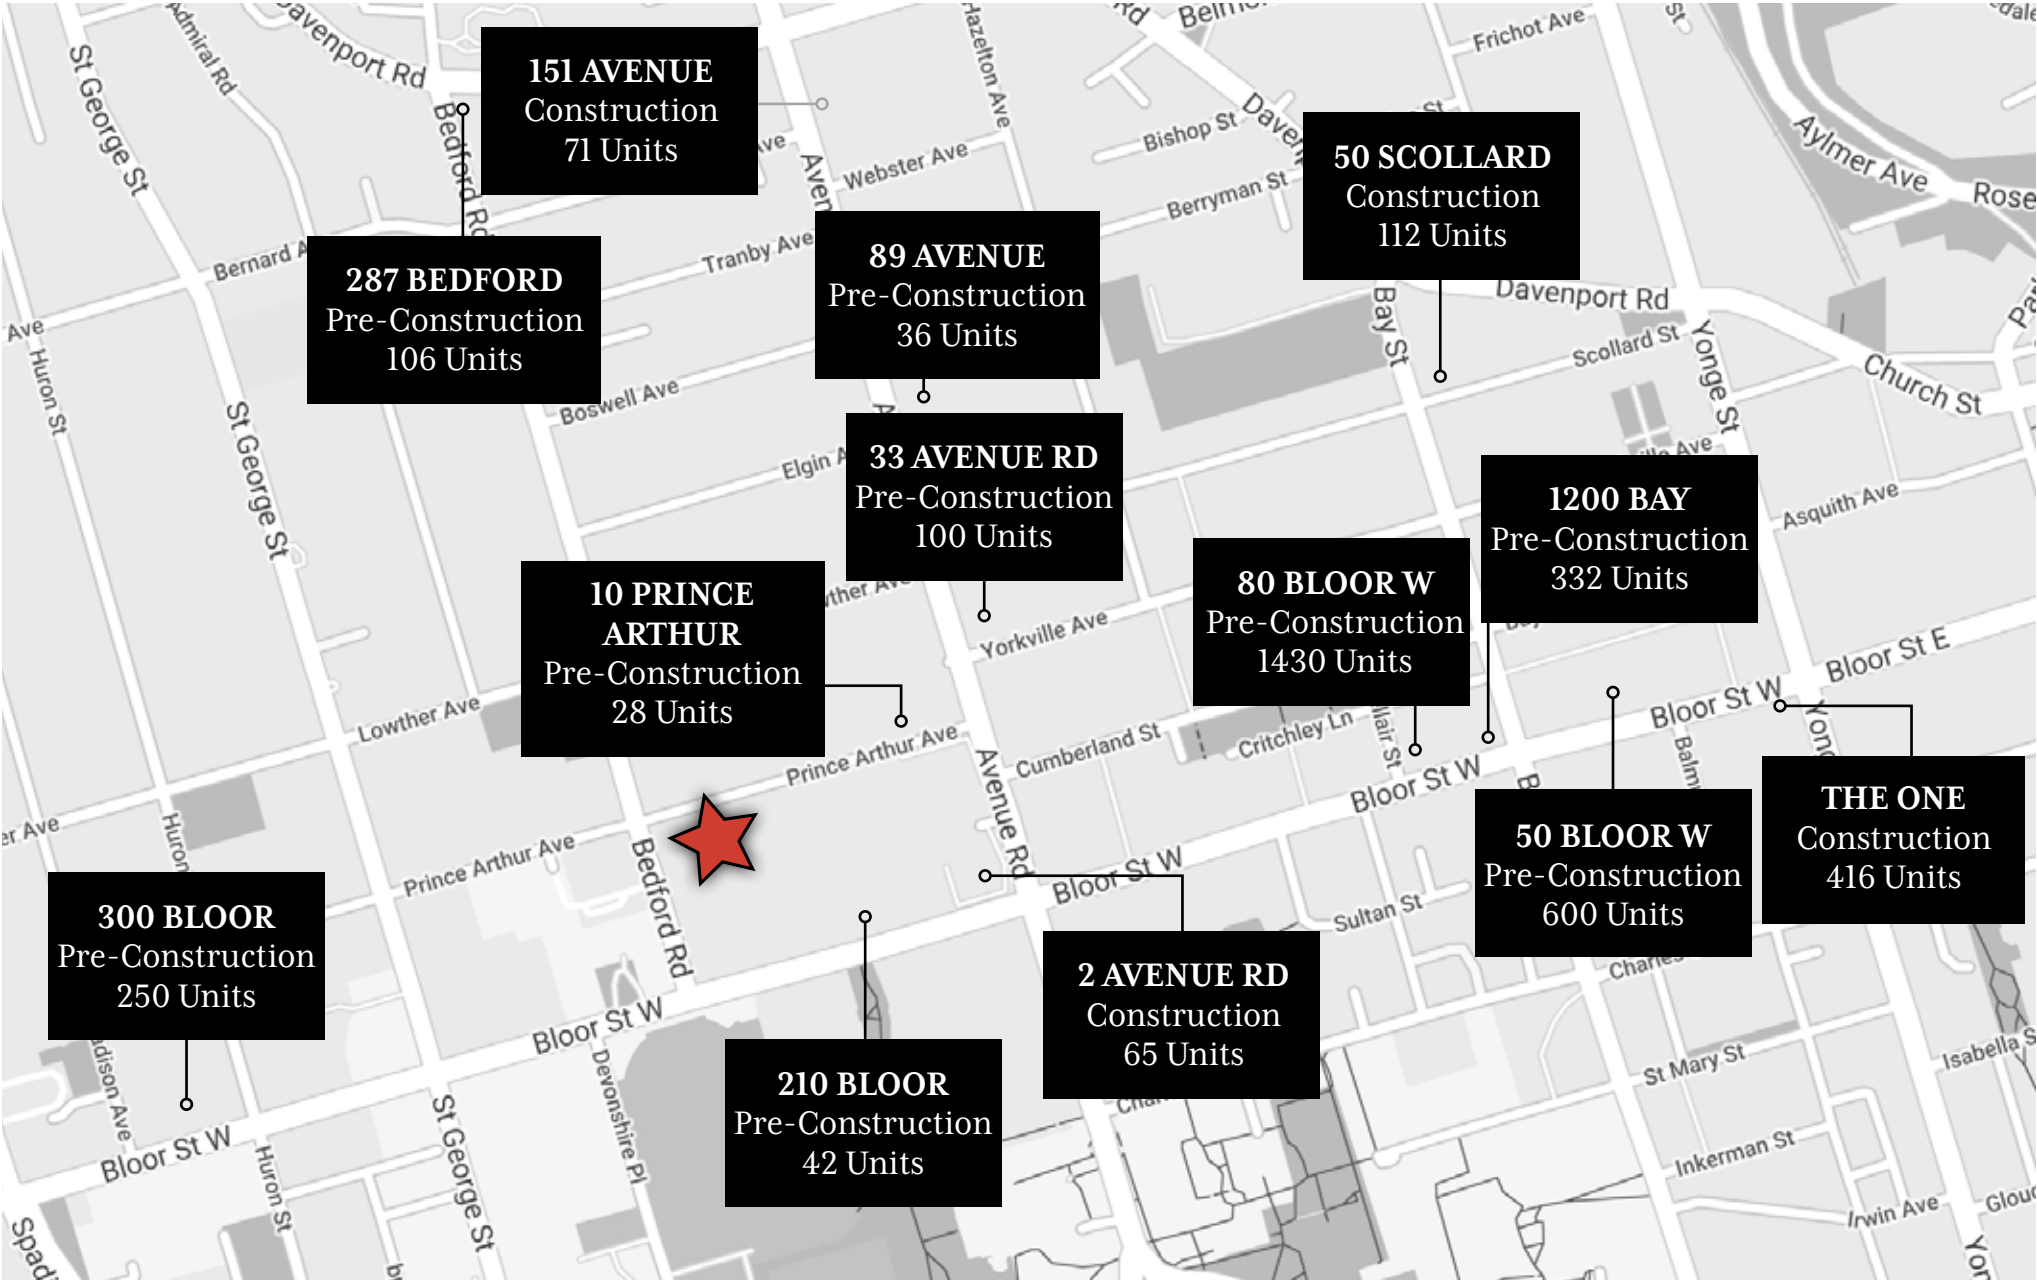 Davenport Rd
Admiral Rd
St George St
Bedford Rd
151 AVENUE
Construction
71 Units
Hazelton Ave
Rd
Frichot Ave
St
Bishop St
St
Aylmer Ave
Webster Ave
Berryman St
50 SCOLLARD
Construction
112 Units
Bernard
Tranby Ave
287 BEDFORD
Pre-Construction
106 Units
89 AVENUE
Pre-Construction
36 Units
Bay St
Davenport Rd
Scollard St
Yonge St
Church St
Ave
Huron St
St George St
Boswell Ave
Elgin
33 AVENUE RD
Pre-Construction
100 Units
Ave
1200 BAY
Pre-Construction
332 Units
Asquith Ave
10 PRINCE
ARTHUR
Pre-Construction
28 Units
Yorkville Ave
80 BLOOR W
Pre-Construction
1430 Units
Bloor St E
Bloor St W
Lowther Ave
Prince Arthur Ave
Cumberland St
Critchley Ln
Avenue Rd
Bloor St W
THE ONE
Construction
416 Units
50 BLOOR W
Pre-Construction
600 Units
Huron
Prince Arthur Ave
Bedford Rd
Bloor St W
Sultan St
300 BLOOR
Pre-Construction
250 Units
2 AVENUE RD
Construction
65 Units
Bloor St W
Devonshire Pl
210 BLOOR
Pre-Construction
42 Units
St Mary St
Isabella S
Bloor St W
Huron St
St George St
Inkerman St
Irwin Ave